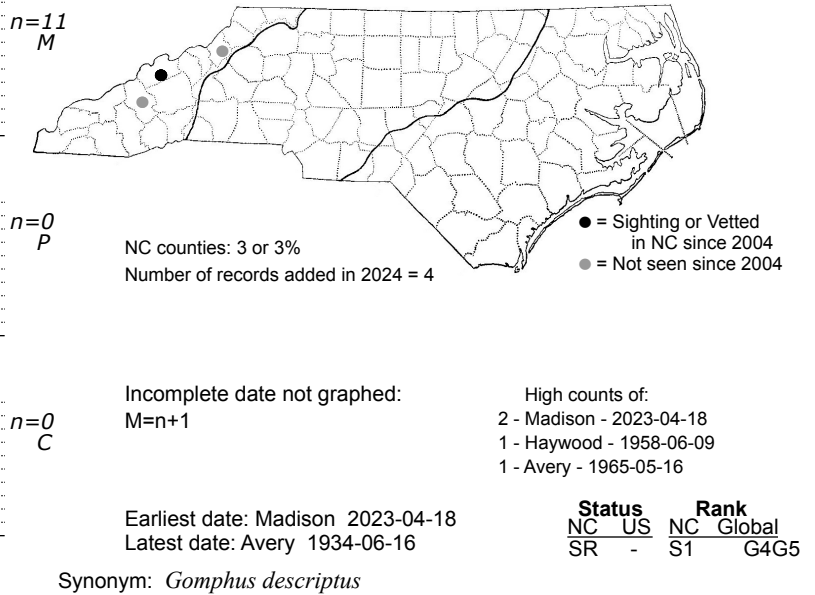 n=11
M
n=0
P
NC counties: 3 or 3%
Number of records added in 2024 = 4
● = Sighting or Vetted
in NC since 2004
● = Not seen since 2004
n=0
C
Incomplete date not graphed:
M=n+1
High counts of:
2 - Madison - 2023-04-18
1 - Haywood - 1958-06-09
1 - Avery - 1965-05-16
Earliest date: Madison 2023-04-18
Latest date: Avery 1934-06-16
Status Rank
NC US NC Global
SR - S1 G4G5
Synonym: Gomphus descriptus